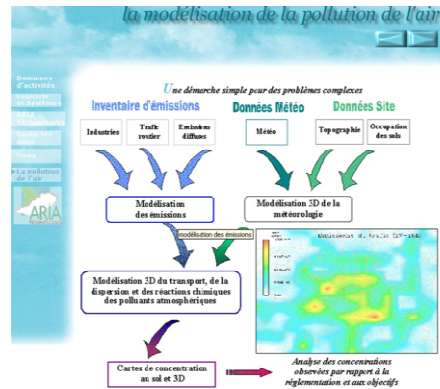 la modélisation de la pollution de l'air
Une démarche simple pour des problèmes complexes
Domaines
d'activités
Inventaire d'émissions
Données Météo
Données Site
Industries
Trafic
routier
Emissions
diffuses
Météo
Topographie
Occupation
des sols
La pollution
de l'air
ARIA
Modélisation
des émissions
Modélisation 3D de la
météorologie
modélisation des émissions
Modélisation 3D du transport, de la
dispersion et des réactions chimiques
des polluants atmosphériques
Cartes de concentration
au sol et 3D
Analyse des concentrations
observées par rapport à la
réglementation et aux objectifs